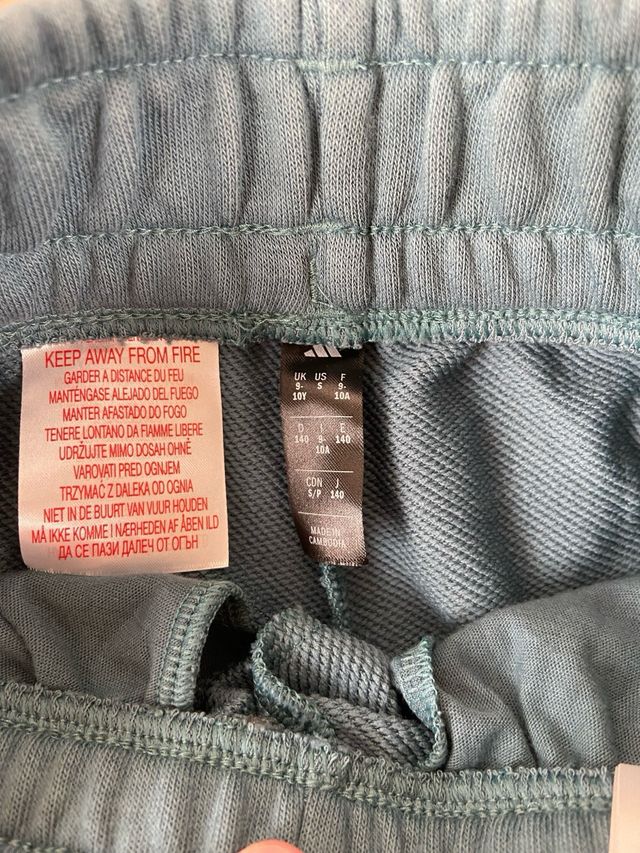 KEEP AWAY FROM FIRE
GARDER A DISTANCE DU FEU
MANTÉNGASE ALEJADO DEL FUEGO
MANTER AFASTADO DO FOGO
TENERE LONTANO DA FIAMME LIBERE
UDRŽUJTE MIMO DOSAH OHNĚ
VAROVATI PRED OGNJEM
TRZYMAĆ Z DALEKA OD OGNIA
NIET IN DE BUURT VAN VUUR HOUDEN
MÅ IKKE KOMME I NÆRHEDEN AF ÅBEN ILD
ДА СЕ ПАЗИ ДАЛЕЧ ОТ ОГЪН
UK US F
9- S 9-
10Y 10A
D I E
140 9- 140
10A
CDN J
S/P 140
MADE IN
CAMBODIA